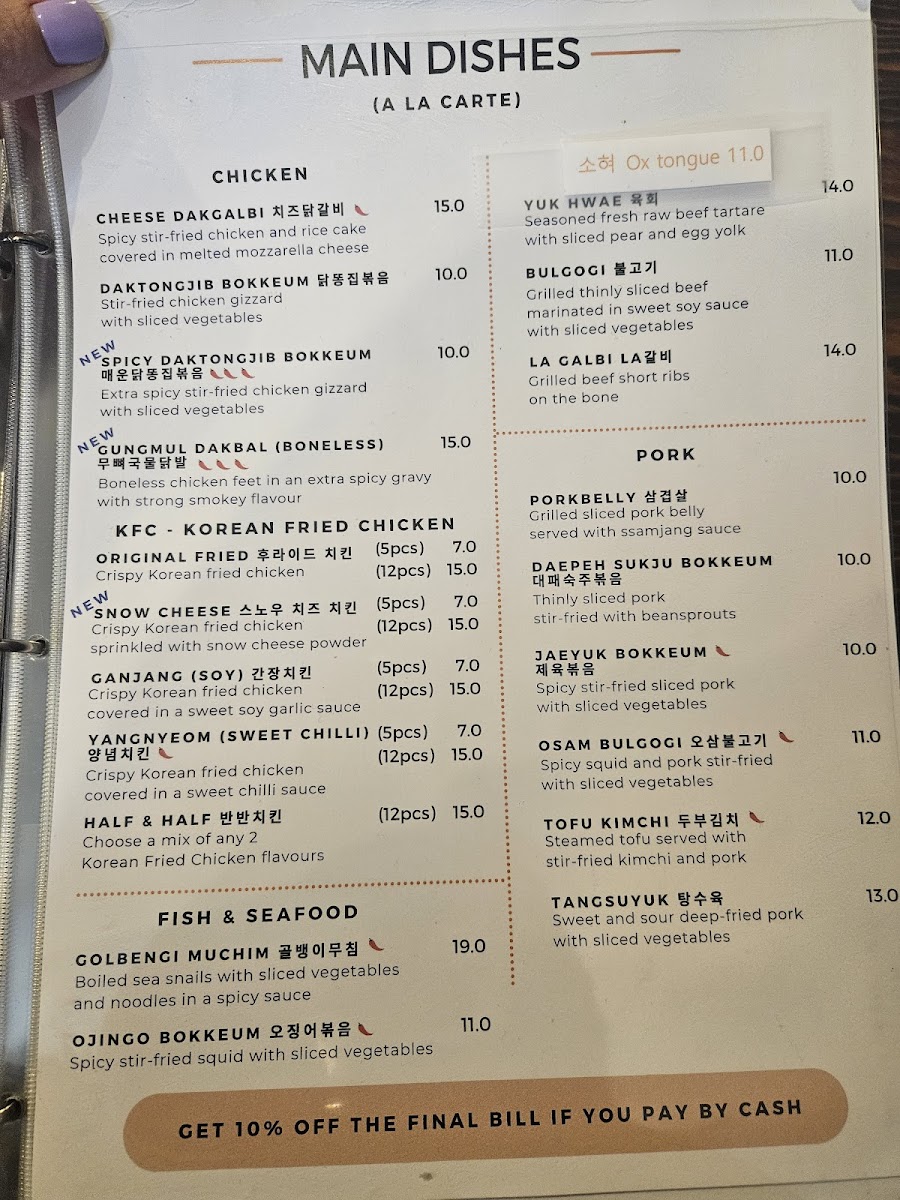 MAIN DISHES
(A LA CARTE)
CHICKEN
CHEESE DAKGALBI 치즈닭갈비 15.0
Spicy stir-fried chicken and rice cake
covered in melted mozzarella cheese
DAKTONGJIB BOKKEUM 닭똥집볶음 10.0
Stir-fried chicken gizzard
with sliced vegetables
NEW
SPICY DAKTONGJIB BOKKEUM 10.0
매운닭똥집볶음
Extra spicy stir-fried chicken gizzard
with sliced vegetables
NEW
GUNGMUL DAKBAL (BONELESS) 15.0
무뼈국물닭발
Boneless chicken feet in an extra spicy gravy
with strong smokey flavour
KFC - KOREAN FRIED CHICKEN
ORIGINAL FRIED 후라이드 치킨 (5pcs) 7.0
Crispy Korean fried chicken (12pcs) 15.0
NEW
SNOW CHEESE 스노우 치즈 치킨 (5pcs) 7.0
Crispy Korean fried chicken (12pcs) 15.0
sprinkled with snow cheese powder
GANJANG (SOY) 간장치킨 (5pcs) 7.0
Crispy Korean fried chicken (12pcs) 15.0
covered in a sweet soy garlic sauce
YANGNYEOM (SWEET CHILLI) (5pcs) 7.0
양념치킨 (12pcs) 15.0
Crispy Korean fried chicken
covered in a sweet chilli sauce
HALF & HALF 반반치킨 (12pcs) 15.0
Choose a mix of any 2
Korean Fried Chicken flavours
FISH & SEAFOOD
GOLBENGI MUCHIM 골뱅이무침 19.0
Boiled sea snails with sliced vegetables
and noodles in a spicy sauce
OJINGO BOKKEUM 오징어볶음 11.0
Spicy stir-fried squid with sliced vegetables
소혀 Ox tongue 11.0
YUK HWAE 육회 14.0
Seasoned fresh raw beef tartare
with sliced pear and egg yolk
BULGOGI 불고기 11.0
Grilled thinly sliced beef
marinated in sweet soy sauce
with sliced vegetables
LA GALBI LA갈비 14.0
Grilled beef short ribs
on the bone
PORK
PORKBELLY 삼겹살 10.0
Grilled sliced pork belly
served with ssamjang sauce
DAEPEH SUKJU BOKKEUM 10.0
대패숙주볶음
Thinly sliced pork
stir-fried with beansprouts
JAEYUK BOKKEUM 10.0
제육볶음
Spicy stir-fried sliced pork
with sliced vegetables
OSAM BULGOGI 오삼불고기 11.0
Spicy squid and pork stir-fried
with sliced vegetables
TOFU KIMCHI 두부김치 12.0
Steamed tofu served with
stir-fried kimchi and pork
TANGSUYUK 탕수육 13.0
Sweet and sour deep-fried pork
with sliced vegetables
GET 10% OFF THE FINAL BILL IF YOU PAY BY CASH